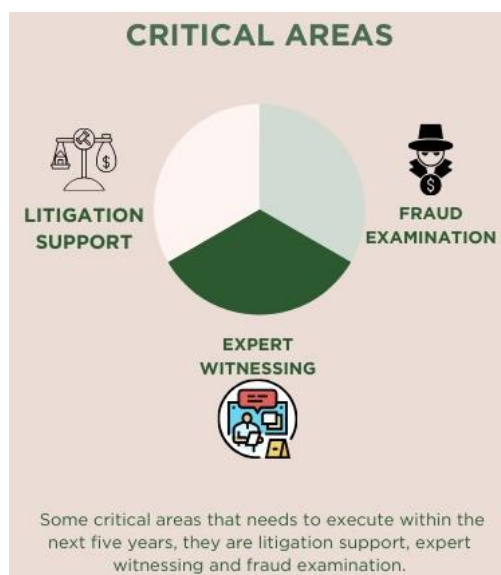 CRITICAL AREAS
LITIGATION
SUPPORT
FRAUD
EXAMINATION
EXPERT
WITNESSING
Some critical areas that needs to execute within the
next five years, they are litigation support, expert
witnessing and fraud examination.